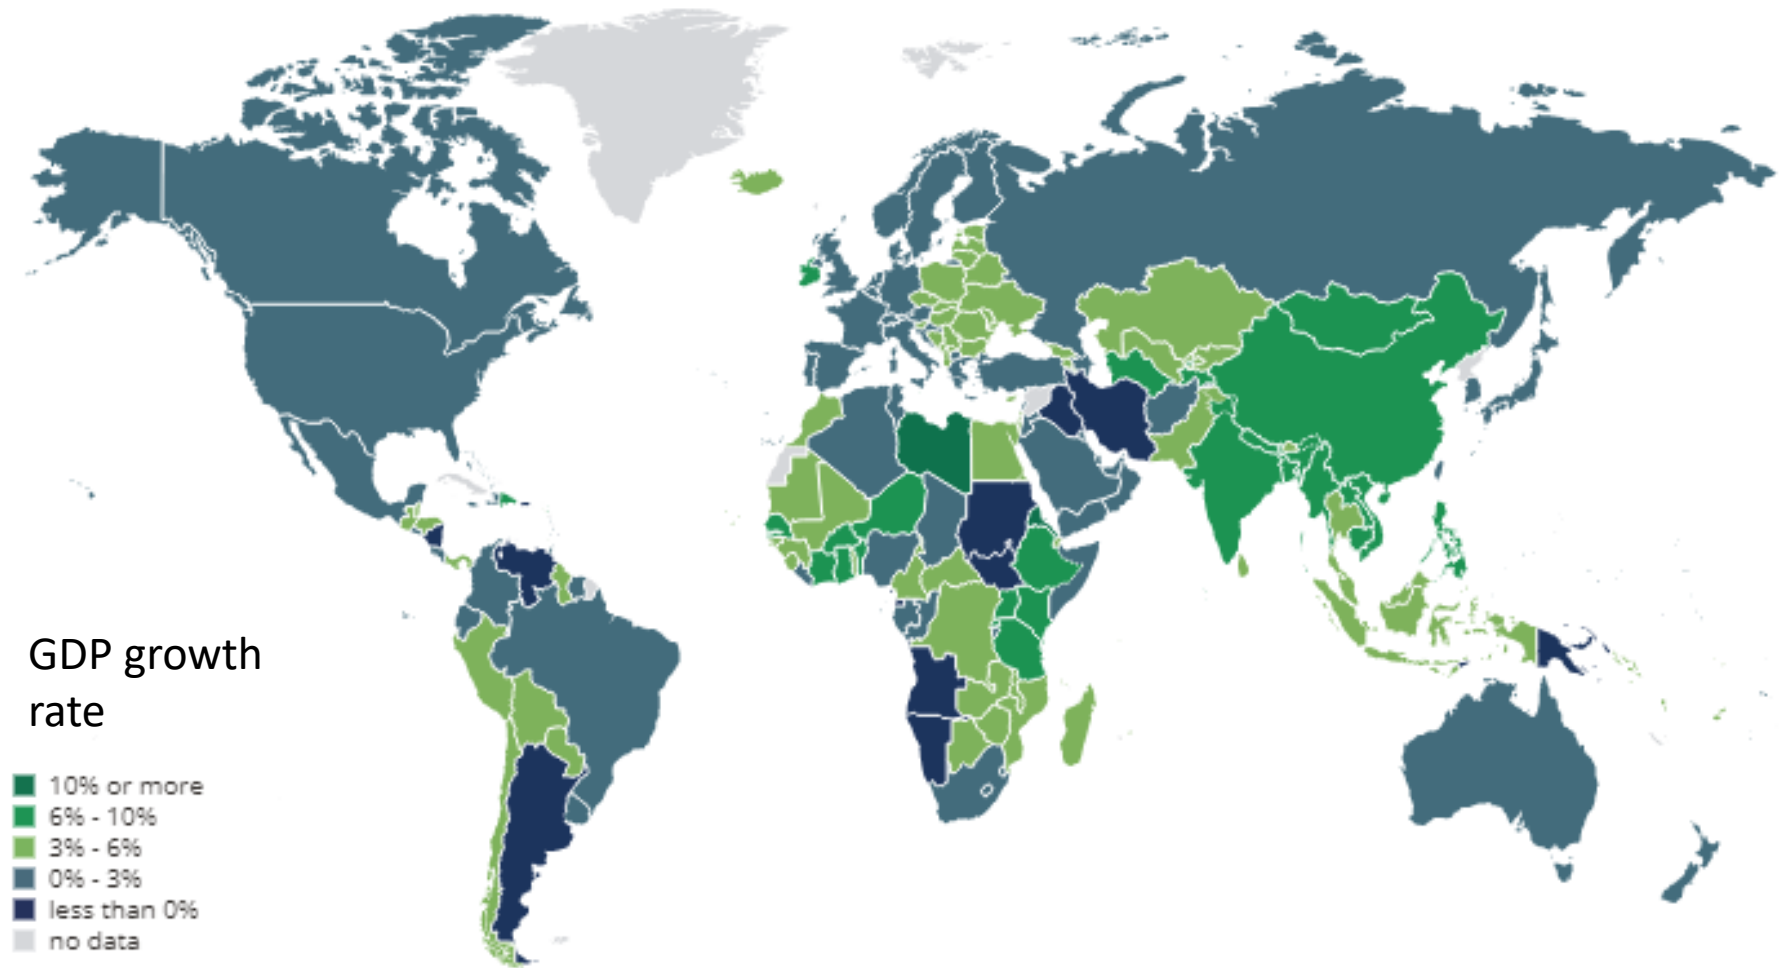 GDP growth
rate
10% or more
6% - 10%
3% - 6%
0% - 3%
less than 0%
no data